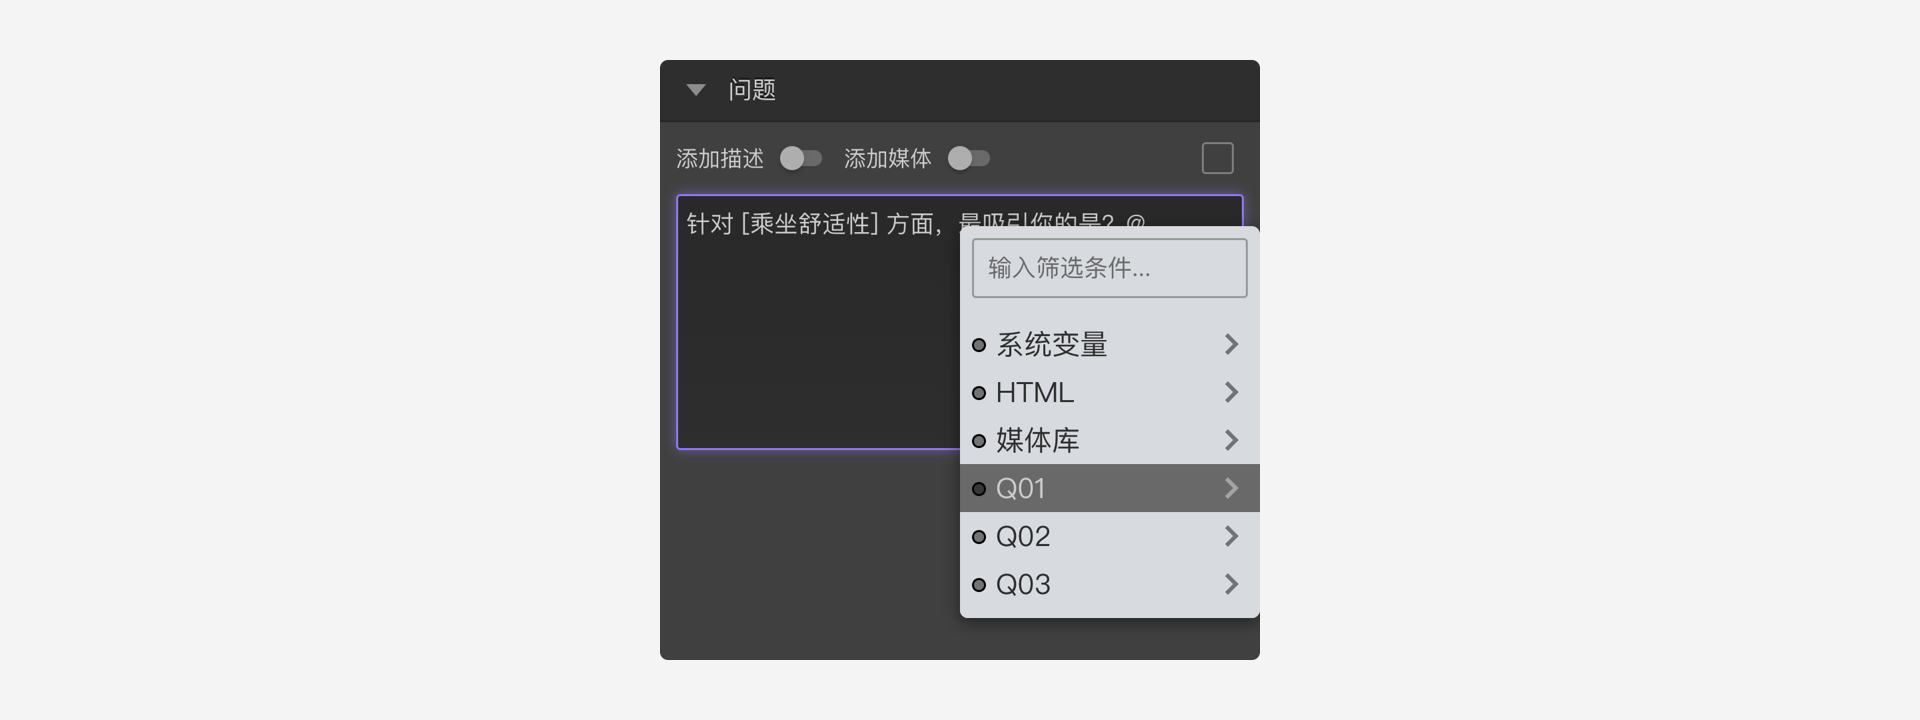 问题
添加描述 添加媒体
针对 [乘坐舒适性] 方面，最吸引你的是？@
输入筛选条件...
系统变量
HTML
媒体库
Q01
Q02
Q03